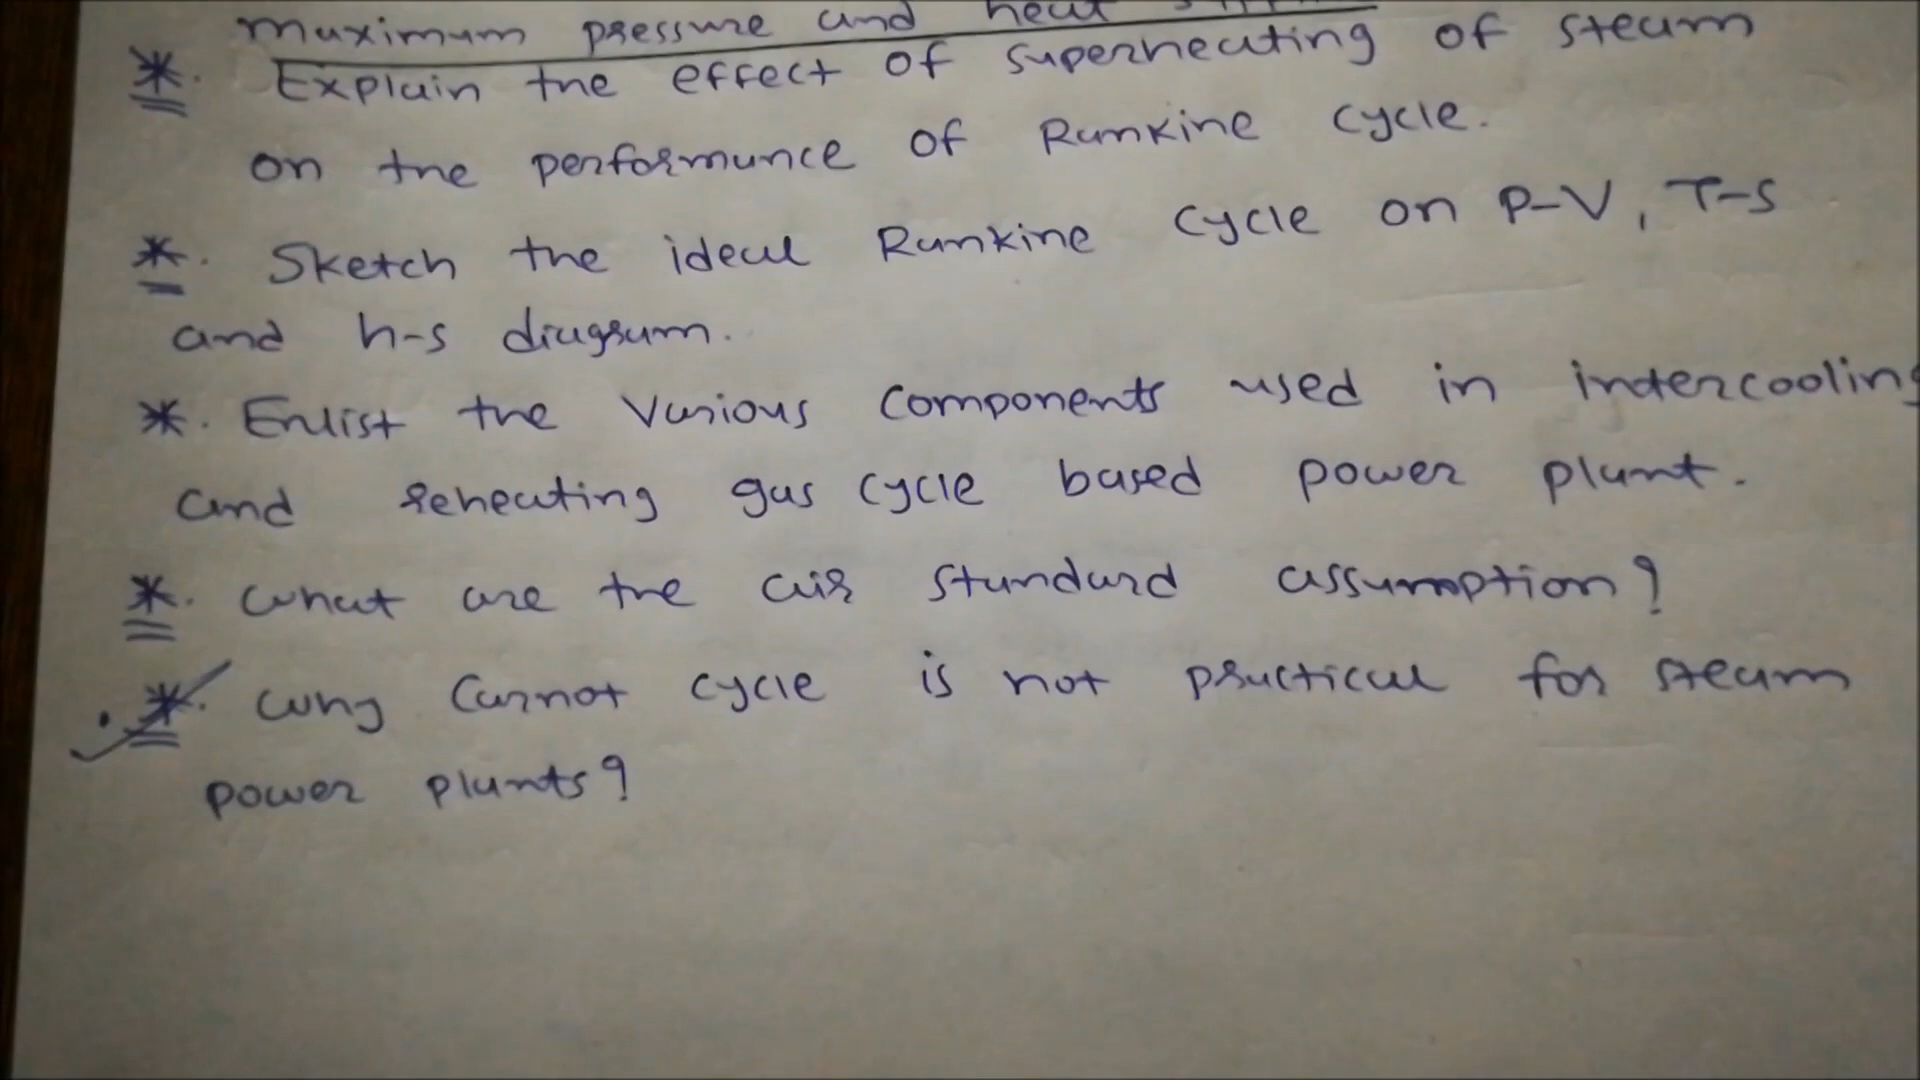 maximum pressure and heat
*. Explain the effect of superheating of steam
on the performance of Rankine cycle.
*. Sketch the ideal Rankine cycle on P-V, T-S
and h-s diagram.
*. Enlist the various components used in intercooling
and reheating gas cycle based power plant.
*. What are the air standard assumption?
*. Why Carnot cycle is not practical for steam
power plants?